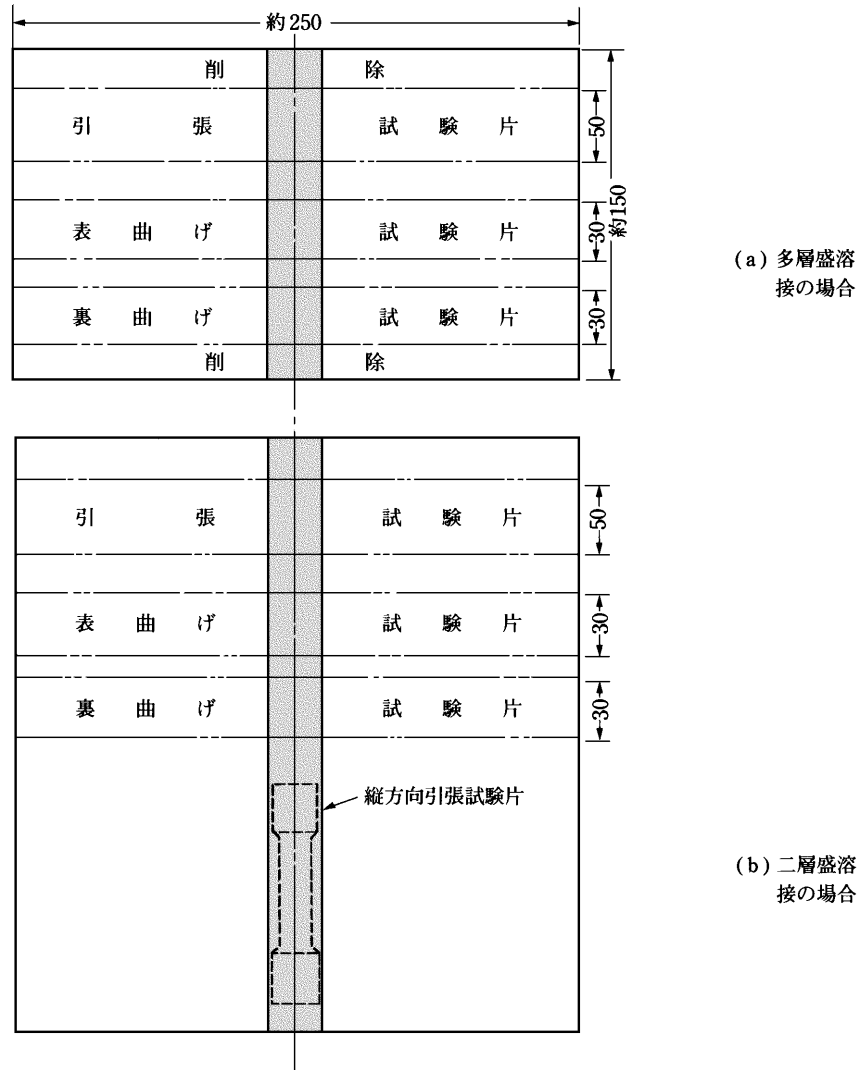 約250
削 除
引 張 試 験 片
50
表 曲 げ 試 験 片
30
約150
裏 曲 げ 試 験 片
30
削 除
(a) 多層盛溶
接の場合
引 張 試 験 片
50
表 曲 げ 試 験 片
30
裏 曲 げ 試 験 片
30
縦方向引張試験片
(b) 二層盛溶
接の場合